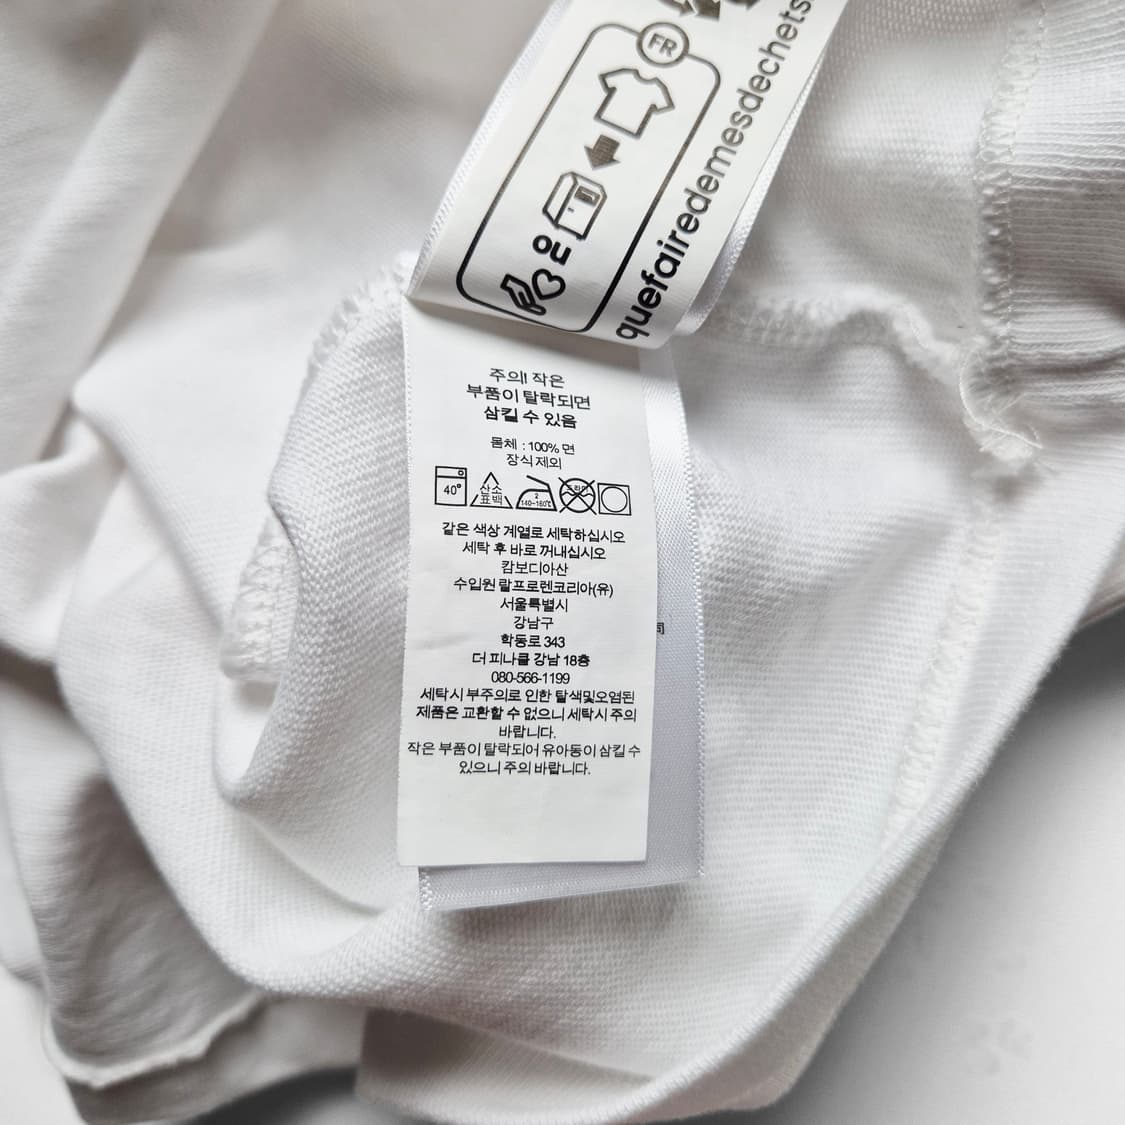 FR
quefairedemesdechets
주의! 작은
부품이 탈락되면
삼킬 수 있음
몸체 : 100% 면
장식 제외
40°
산소
표백
2
140~160℃
드라이
같은 색상 계열로 세탁하십시오
세탁 후 바로 꺼내십시오
캄보디아산
수입원 랄프로렌코리아(유)
서울특별시
강남구
학동로 343
더 피나클 강남 18층
080-566-1199
세탁시 부주의로 인한 탈색및오염된
제품은 교환할 수 없으니 세탁시 주의
바랍니다.
작은 부품이 탈락되어 유아동이 삼킬 수
있으니 주의 바랍니다.
司